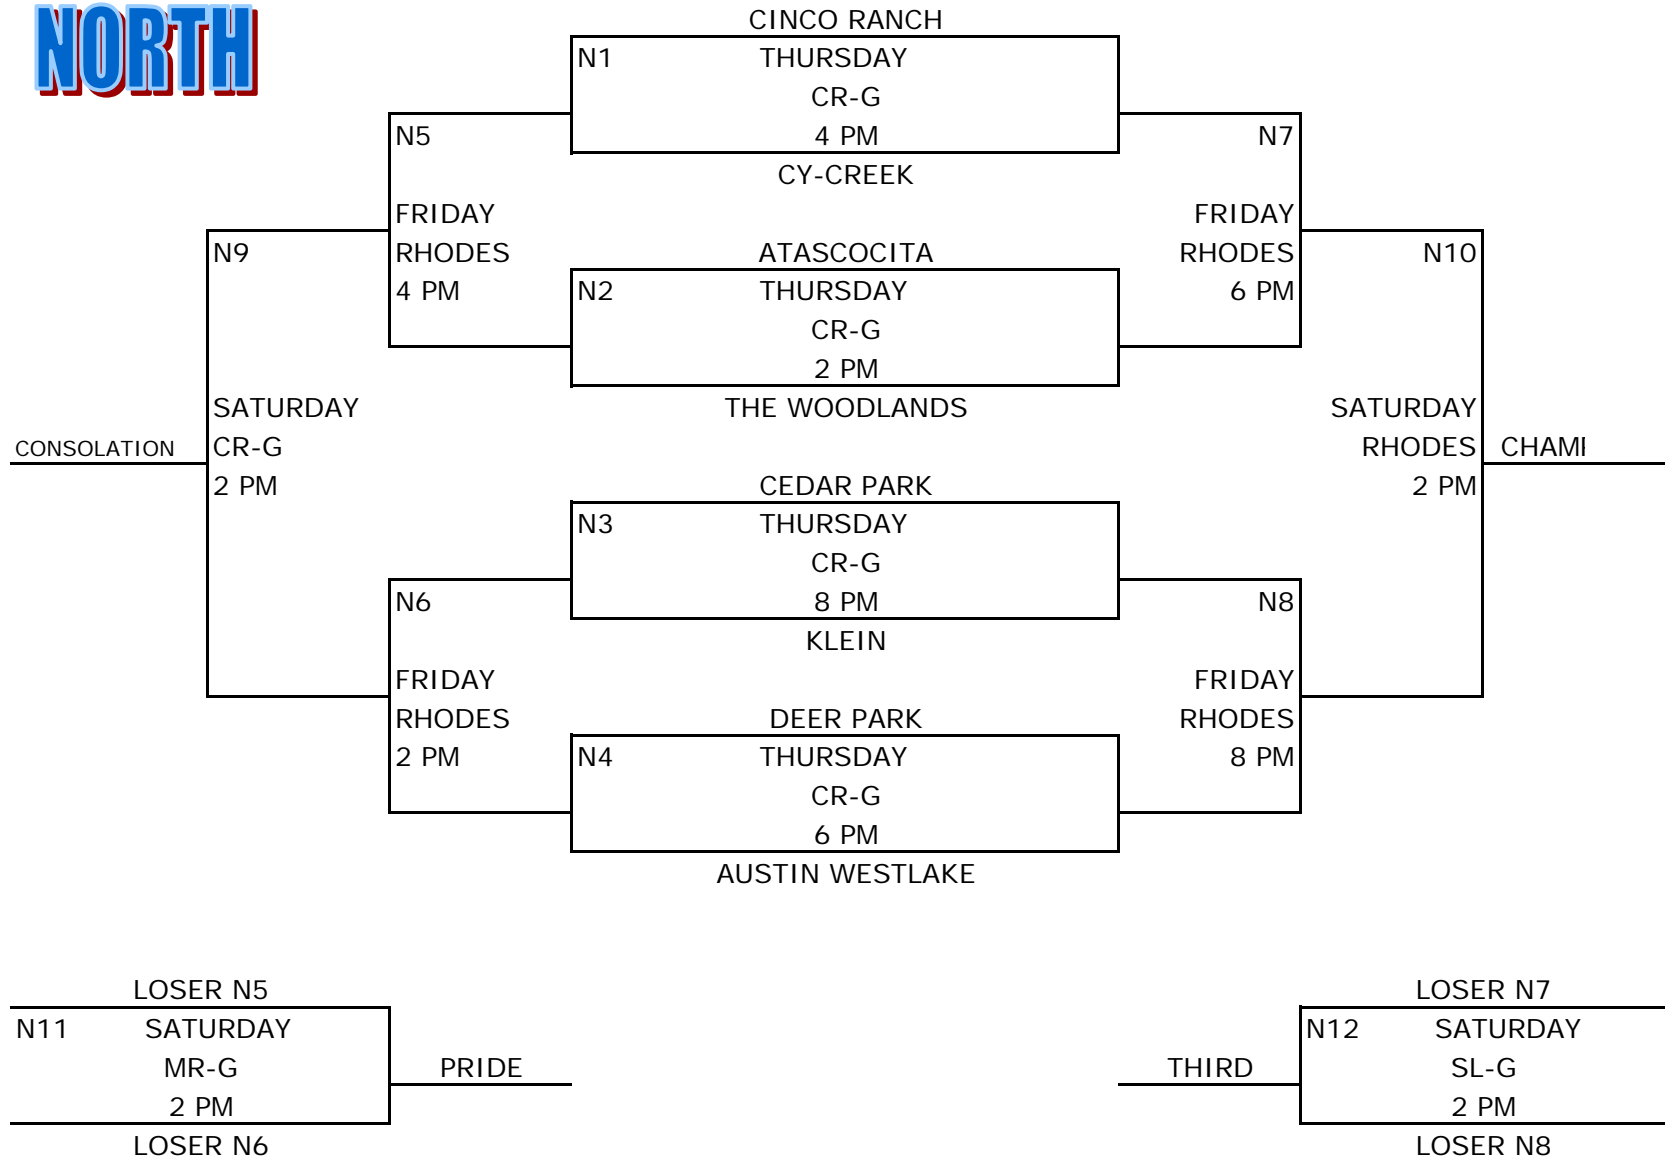 NORTH
CINCO RANCH
N1 THURSDAY
CR-G
4 PM
CY-CREEK
N5
FRIDAY
RHODES
4 PM
N7
FRIDAY
RHODES
6 PM
ATASCOCITA
N2 THURSDAY
CR-G
2 PM
THE WOODLANDS
N9
SATURDAY
CR-G
2 PM
CONSOLATION
N10
SATURDAY
RHODES
2 PM
CHAM
CEDAR PARK
N3 THURSDAY
CR-G
8 PM
KLEIN
N6
FRIDAY
RHODES
2 PM
N8
FRIDAY
RHODES
8 PM
DEER PARK
N4 THURSDAY
CR-G
6 PM
AUSTIN WESTLAKE
LOSER N5
N11 SATURDAY
MR-G
2 PM
LOSER N6
PRIDE
THIRD
LOSER N7
N12 SATURDAY
SL-G
2 PM
LOSER N8